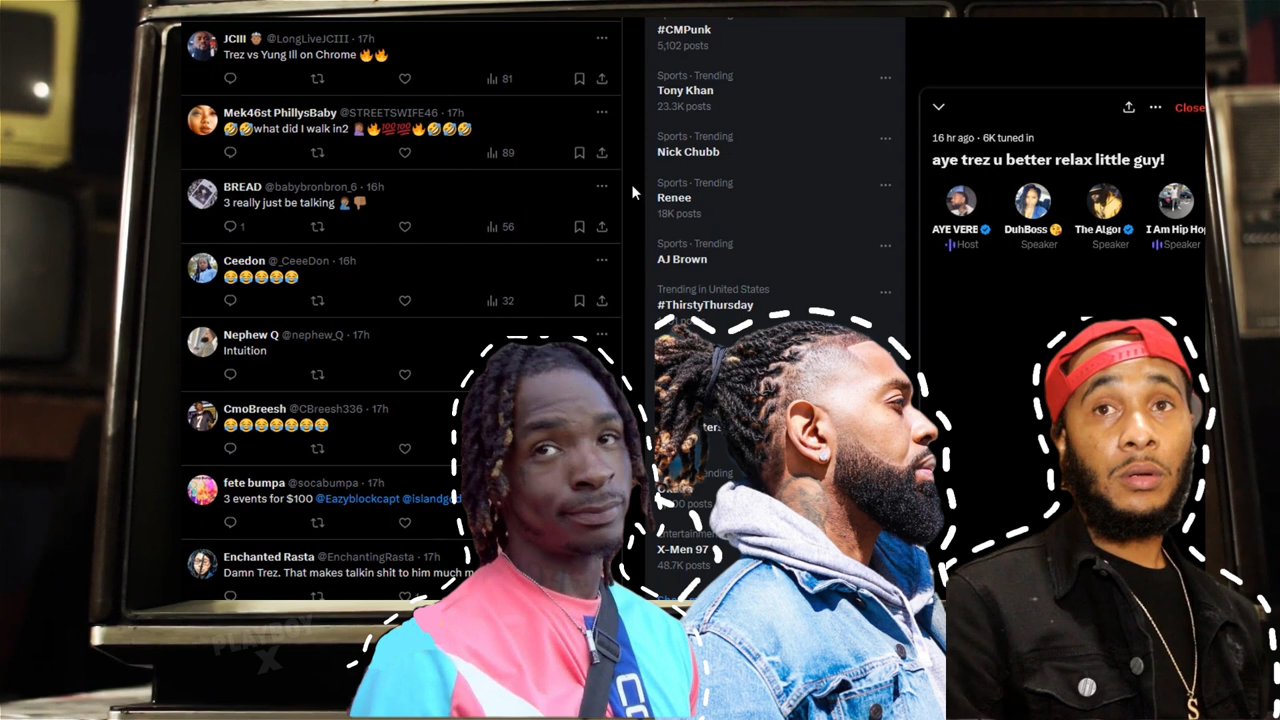 JCIII @LongLiveJCIII · 17h
Trez vs Yung Ill on Chrome 🔥🔥
81
Mek46st PhillysBaby @STREETSWIFE46 · 17h
🤣🤣what did I walk in2 🤦🏾‍♀️🔥💯💯🔥🤣🤣🤣
89
BREAD @babybronbron_6 · 16h
3 really just be talking 🤦🏾‍♂️👎🏾
1 56
Ceedon @_CeeeDon · 16h
😂😂😂😂😂
32
Nephew Q @nephew_Q · 17h
Intuition
CmoBreesh @CBreesh336 · 17h
😂😂😂😂😂😂😂
fete bumpa @socabumpa · 17h
3 events for $100 @Eazyblockcapt @islandgod
Enchanted Rasta @EnchantingRasta · 17h
Damn Trez. That makes talkin shit to him much m
#CMPunk
5,102 posts
Sports · Trending
Tony Khan
23.3K posts
Sports · Trending
Nick Chubb
Sports · Trending
Renee
18K posts
Sports · Trending
AJ Brown
Trending in United States
#ThirstyThursday
X-Men 97
48.7K posts
Close
16 hr ago · 6K tuned in
aye trez u better relax little guy!
AYE VERB DuhBoss 😘 The Algor I Am Hip Hop
Host Speaker Speaker Speaker
PLAYBOY
X
S